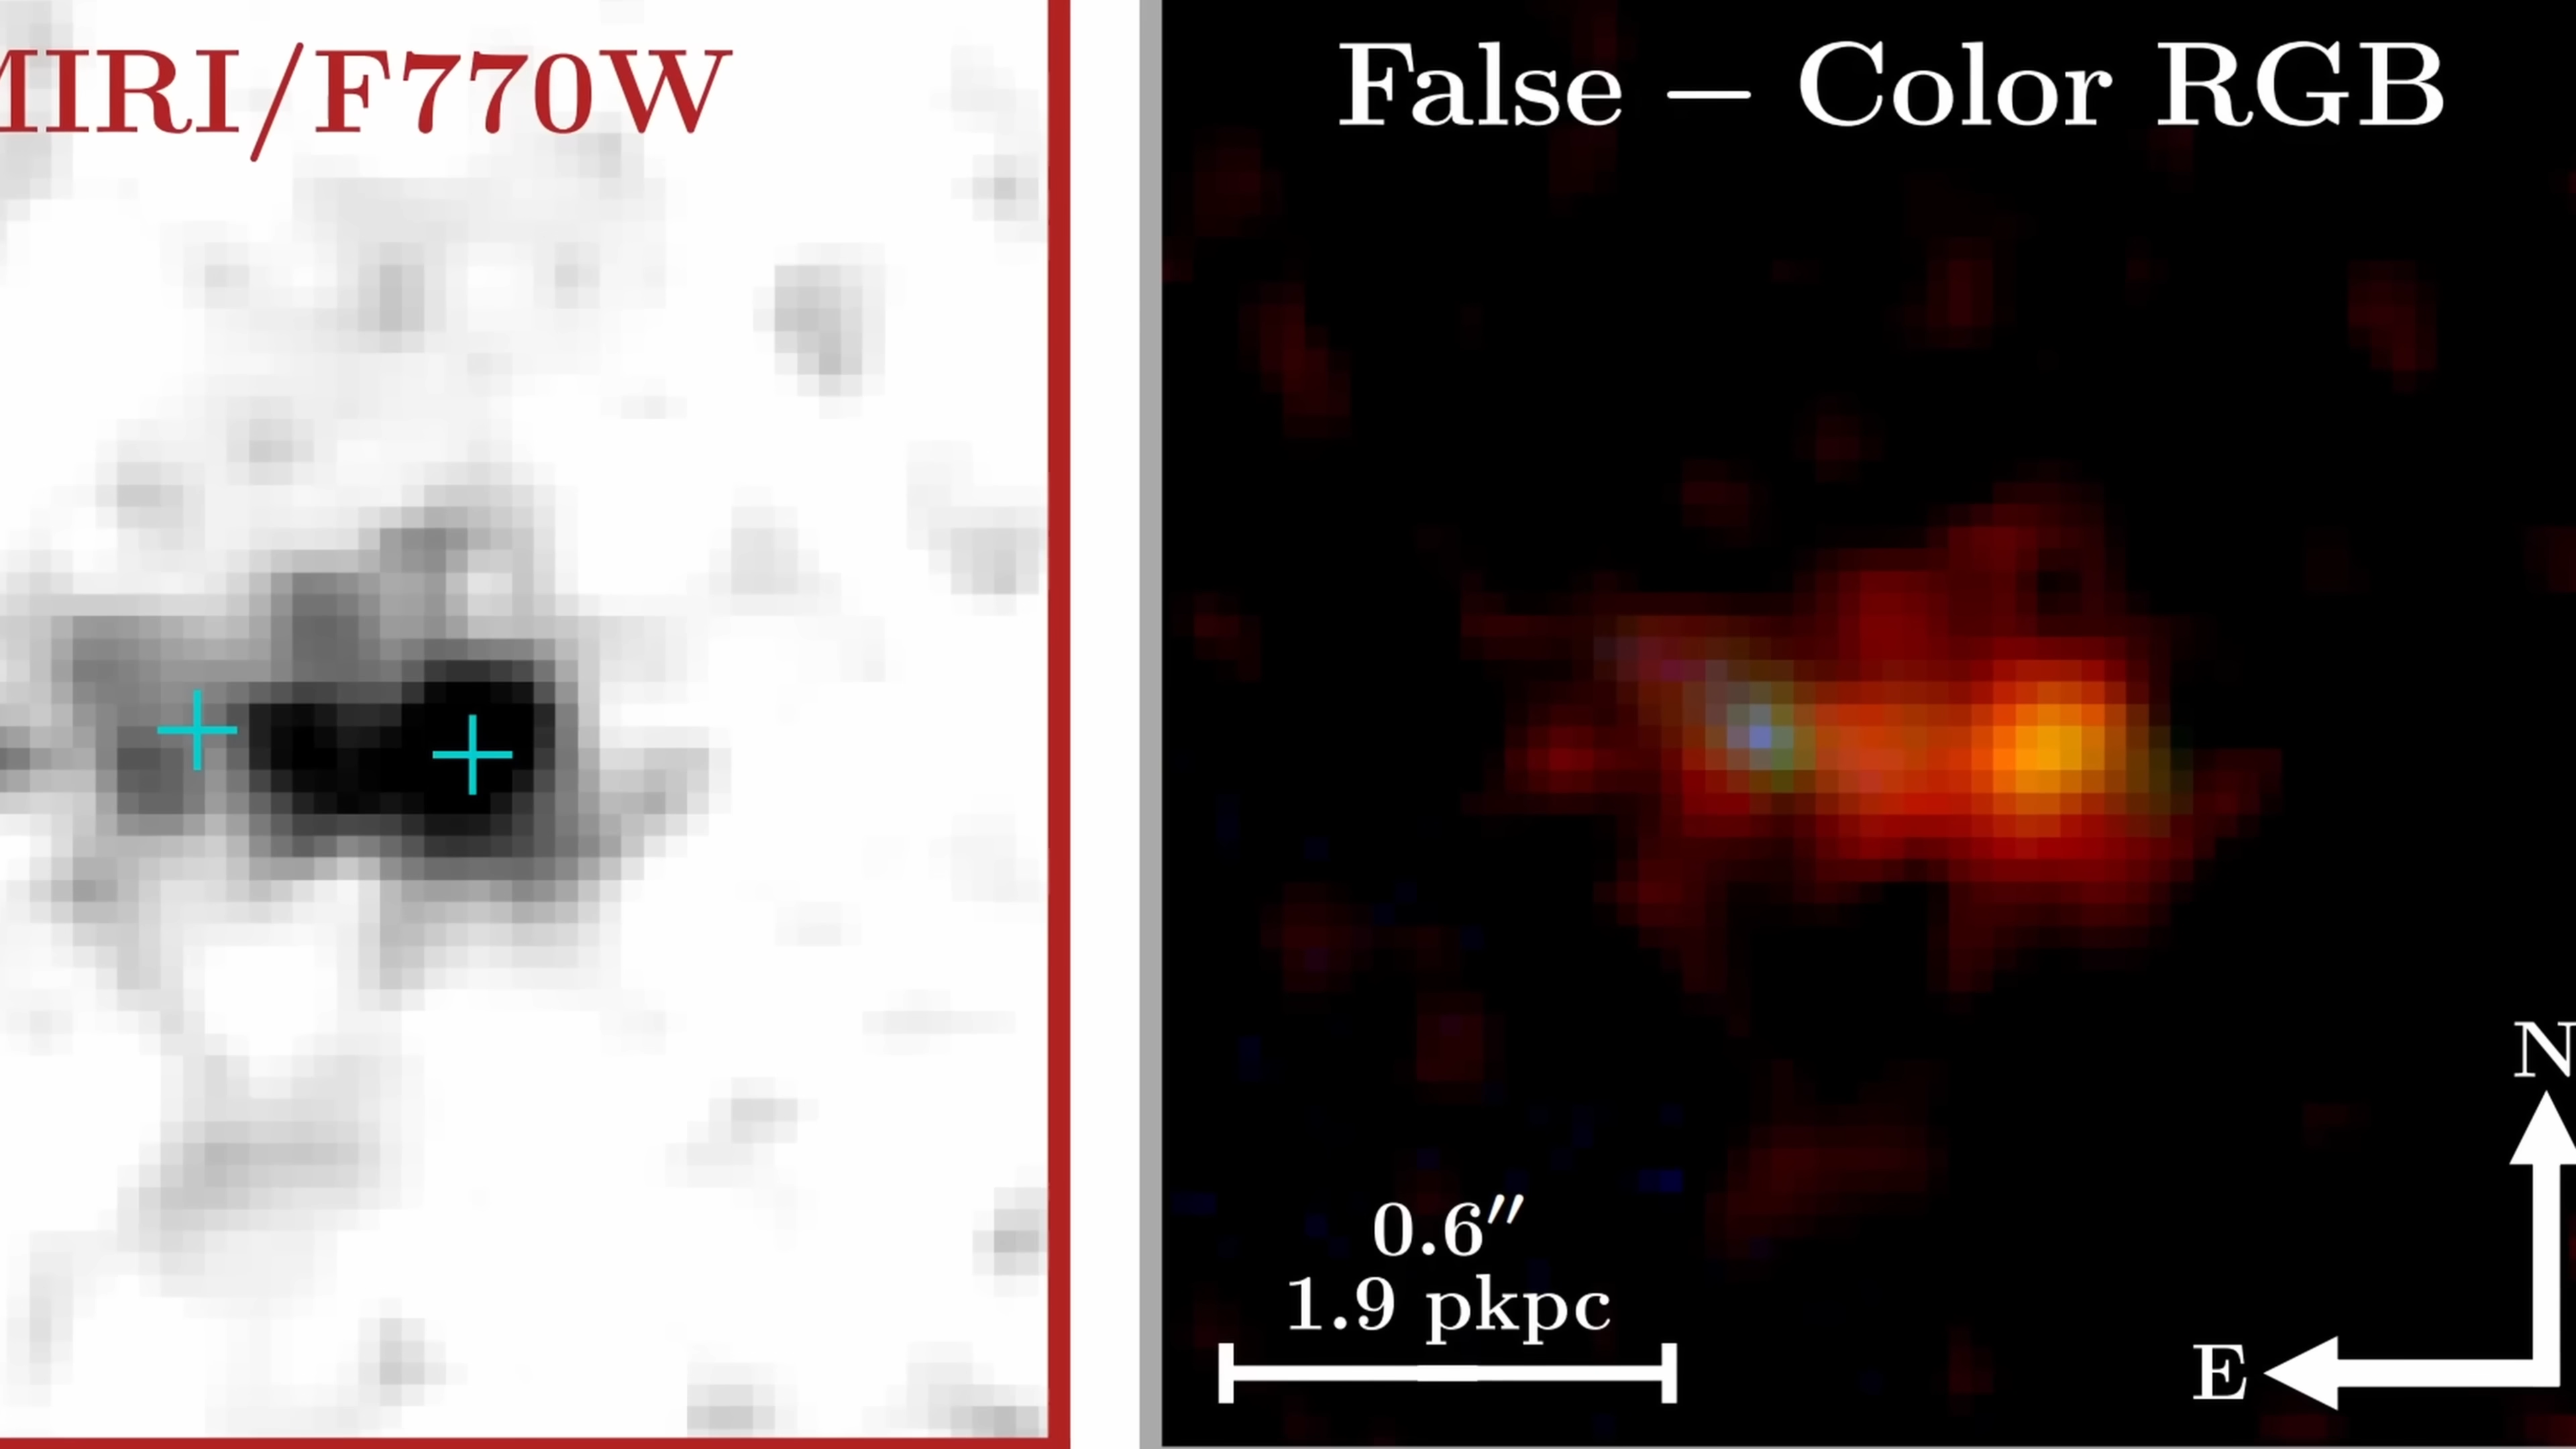 MIRI/F770W
False – Color RGB
N
0.6″
1.9 pkpc
E